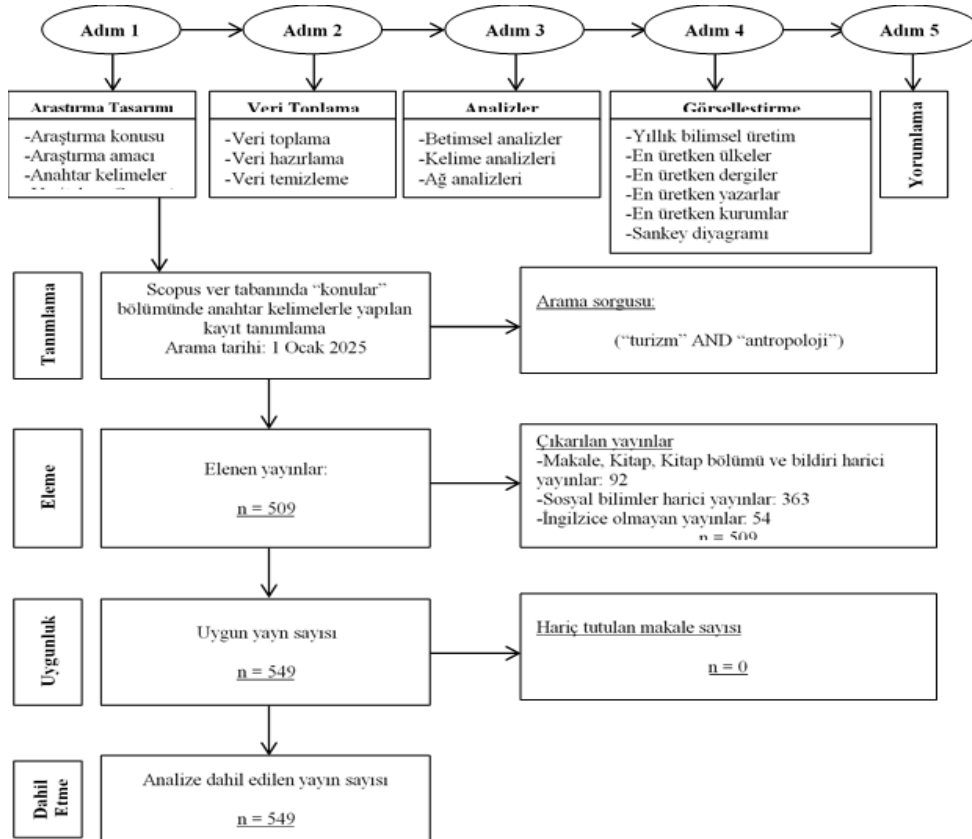 Adım 1
Adım 2
Adım 3
Adım 4
Adım 5
Araştırma Tasarımı
-Araştırma konusu
-Araştırma amacı
-Anahtar kelimeler
Veri Toplama
-Veri toplama
-Veri hazırlama
-Veri temizleme
Analizler
-Betimsel analizler
-Kelime analizleri
-Ağ analizleri
Görselleştirme
-Yıllık bilimsel üretim
-En üretken ülkeler
-En üretken dergiler
-En üretken yazarlar
-En üretken kurumlar
-Sankey diyagramı
Yorumlama
Tanımlama
Scopus ver tabanında “konular”
bölümünde anahtar kelimelerle yapılan
kayıt tanımlama
Arama tarihi: 1 Ocak 2025
Arama sorgusu:
(“turizm” AND “antropoloji”)
Eleme
Elenen yayınlar:
n = 509
Çıkarılan yayınlar
-Makale, Kitap, Kitap bölümü ve bildiri harici
yayınlar: 92
-Sosyal bilimler harici yayınlar: 363
-İngilizce olmayan yayınlar: 54
n = 509
Uygunluk
Uygun yayn sayısı
n = 549
Hariç tutulan makale sayısı
n = 0
Dahil
Etme
Analize dahil edilen yayın sayısı
n = 549